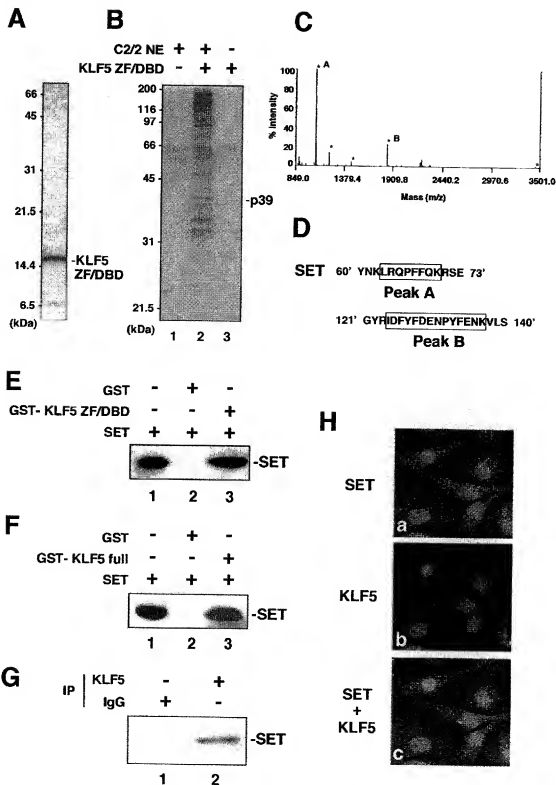 A
66
45
31
21.5
14.4
6.5
(kDa)
-KLF5
ZF/DBD
B
C2/2 NE + + -
KLF5 ZF/DBD - + +
200
116
97
66
45
31
21.5
(kDa)
-p39
1 2 3
C
% Intensity
100
80
60
40
20
0
A
B
849.0 1379.4 1909.8 2440.2 2970.6 3501.0
Mass (m/z)
D
SET 60' YNKLRQPFFQKRSE 73'
Peak A
121' GYRIDFYFDENPYFENKVLS 140'
Peak B
E
GST - + -
GST- KLF5 ZF/DBD - - +
SET + + +
-SET
1 2 3
F
GST - + -
GST- KLF5 full - - +
SET + + +
-SET
1 2 3
G
IP
KLF5 - +
IgG + -
-SET
1 2
H
SET
a
KLF5
b
SET
+
KLF5
c